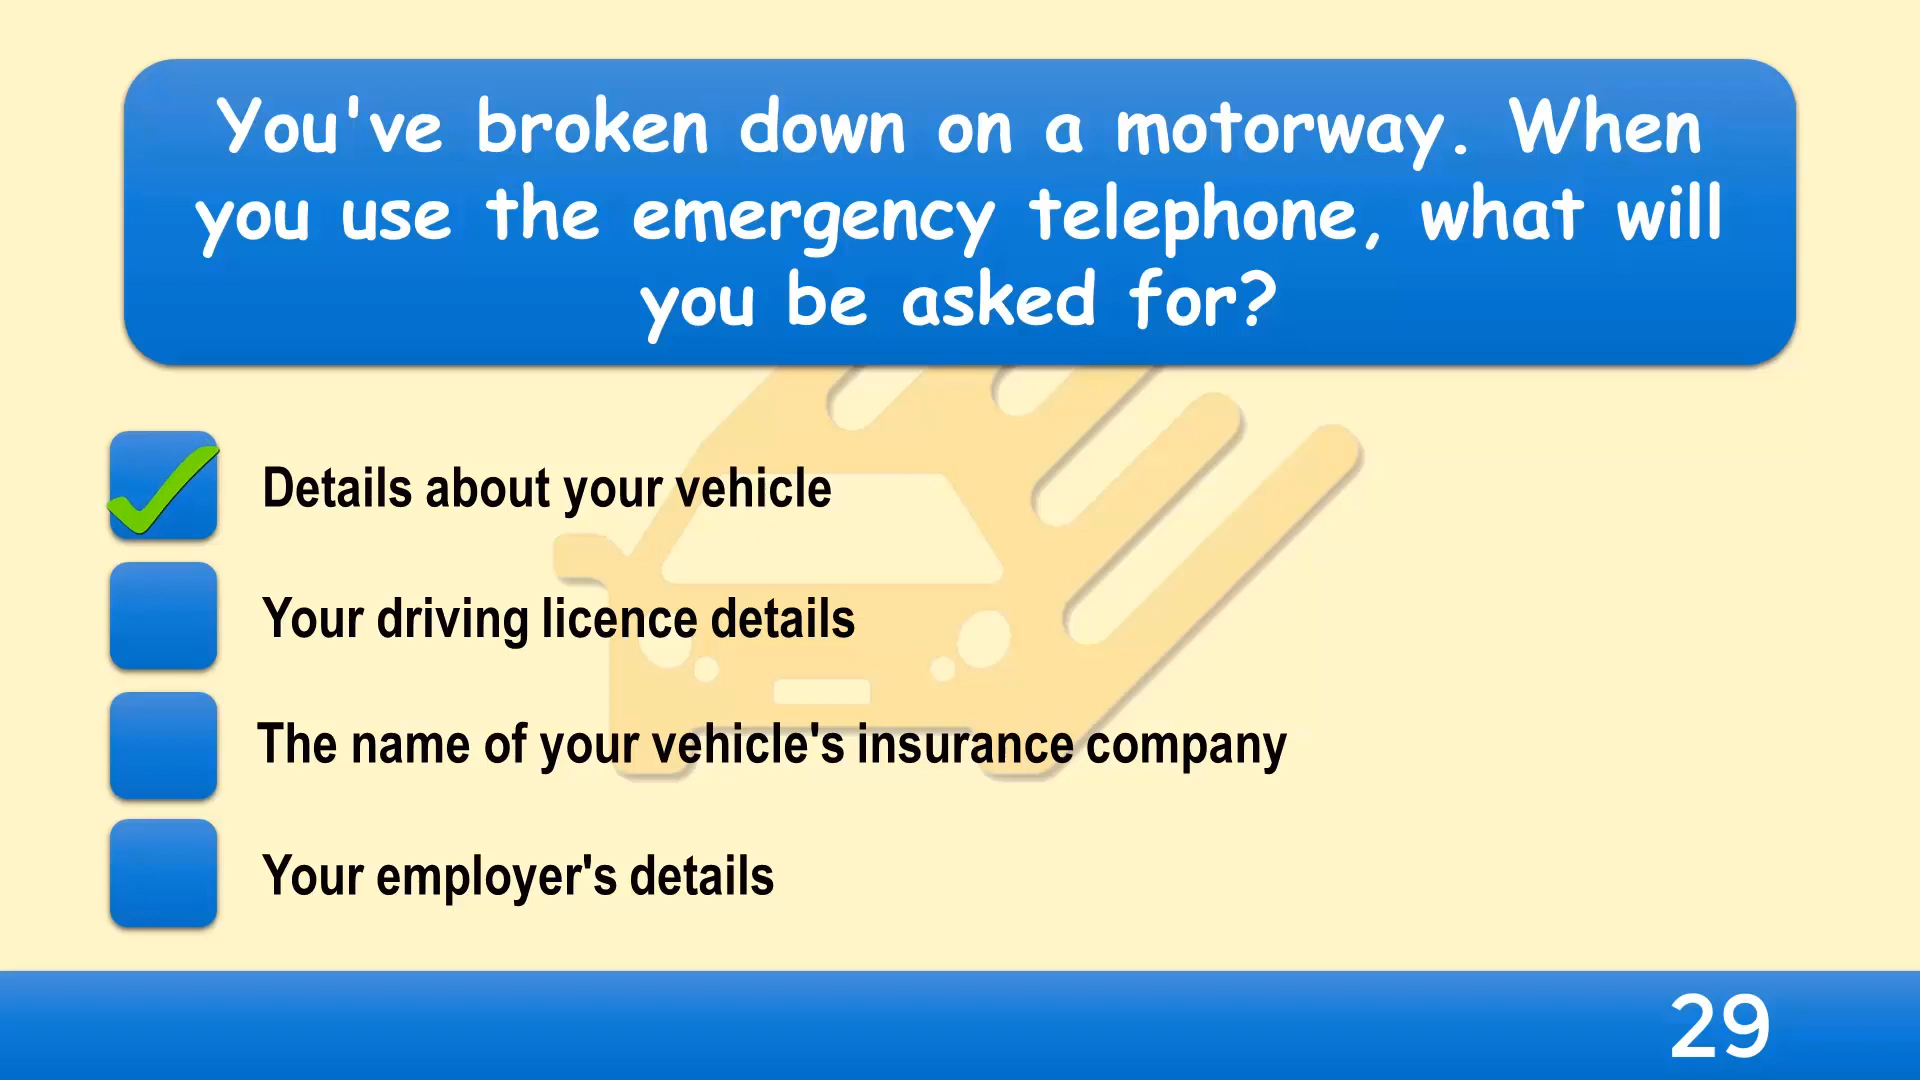 You've broken down on a motorway. When
you use the emergency telephone, what will
you be asked for?
Details about your vehicle
Your driving licence details
The name of your vehicle's insurance company
Your employer's details
29